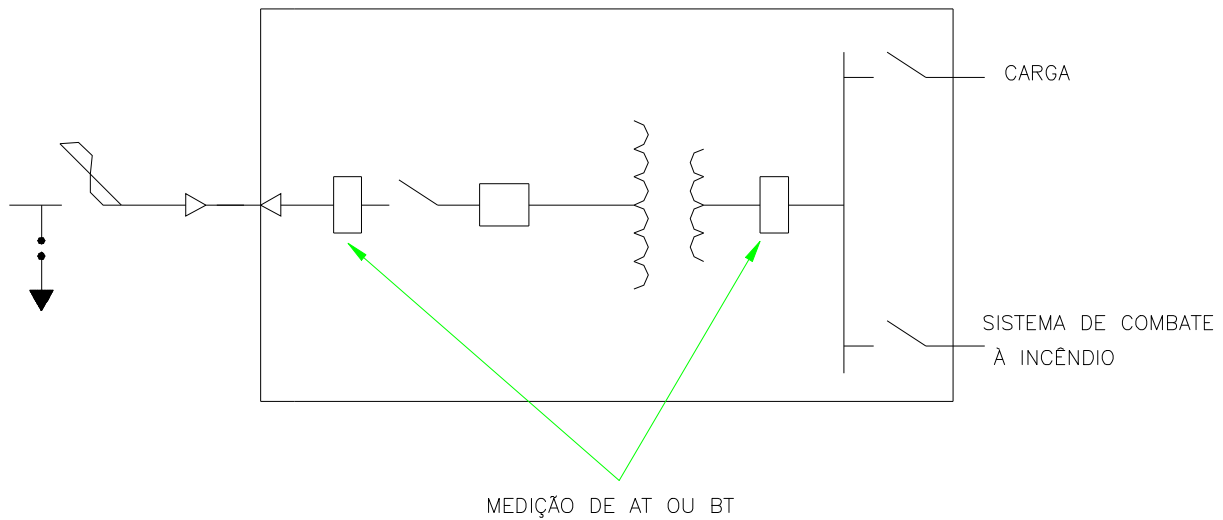 CARGA
SISTEMA DE COMBATE
À INCÊNDIO
MEDIÇÃO DE AT OU BT